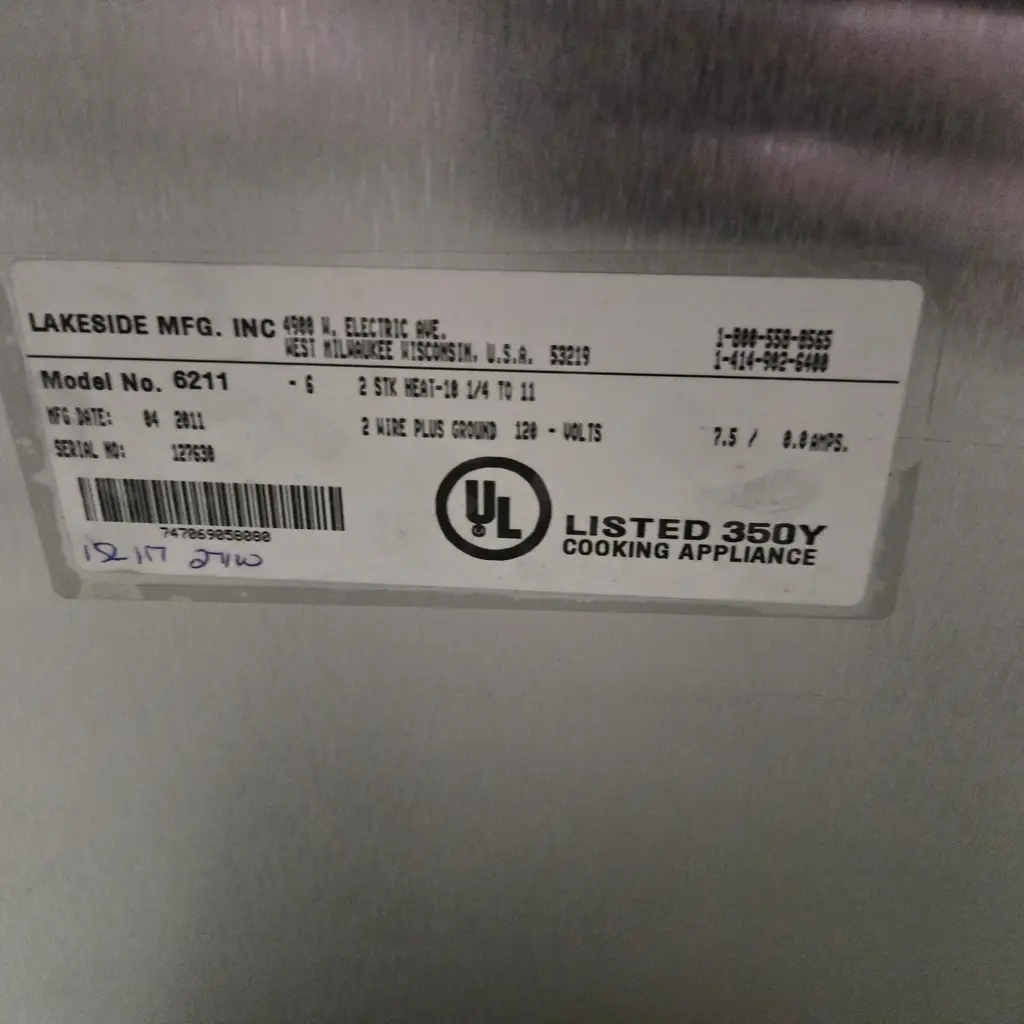 LAKESIDE MFG. INC 4900 W. ELECTRIC AVE.
WEST MILWAUKEE WISCONSIN, U.S.A. 53219
1-800-558-8565
1-414-902-6400
Model No. 6211 - 6 2 STK HEAT-10 1/4 TO 11
MFG DATE: 04 2011
2 WIRE PLUS GROUND 120 - VOLTS 7.5 / 0.0 AMPS.
SERIAL NO: 127630
747069058080
UL LISTED 350Y
COOKING APPLIANCE